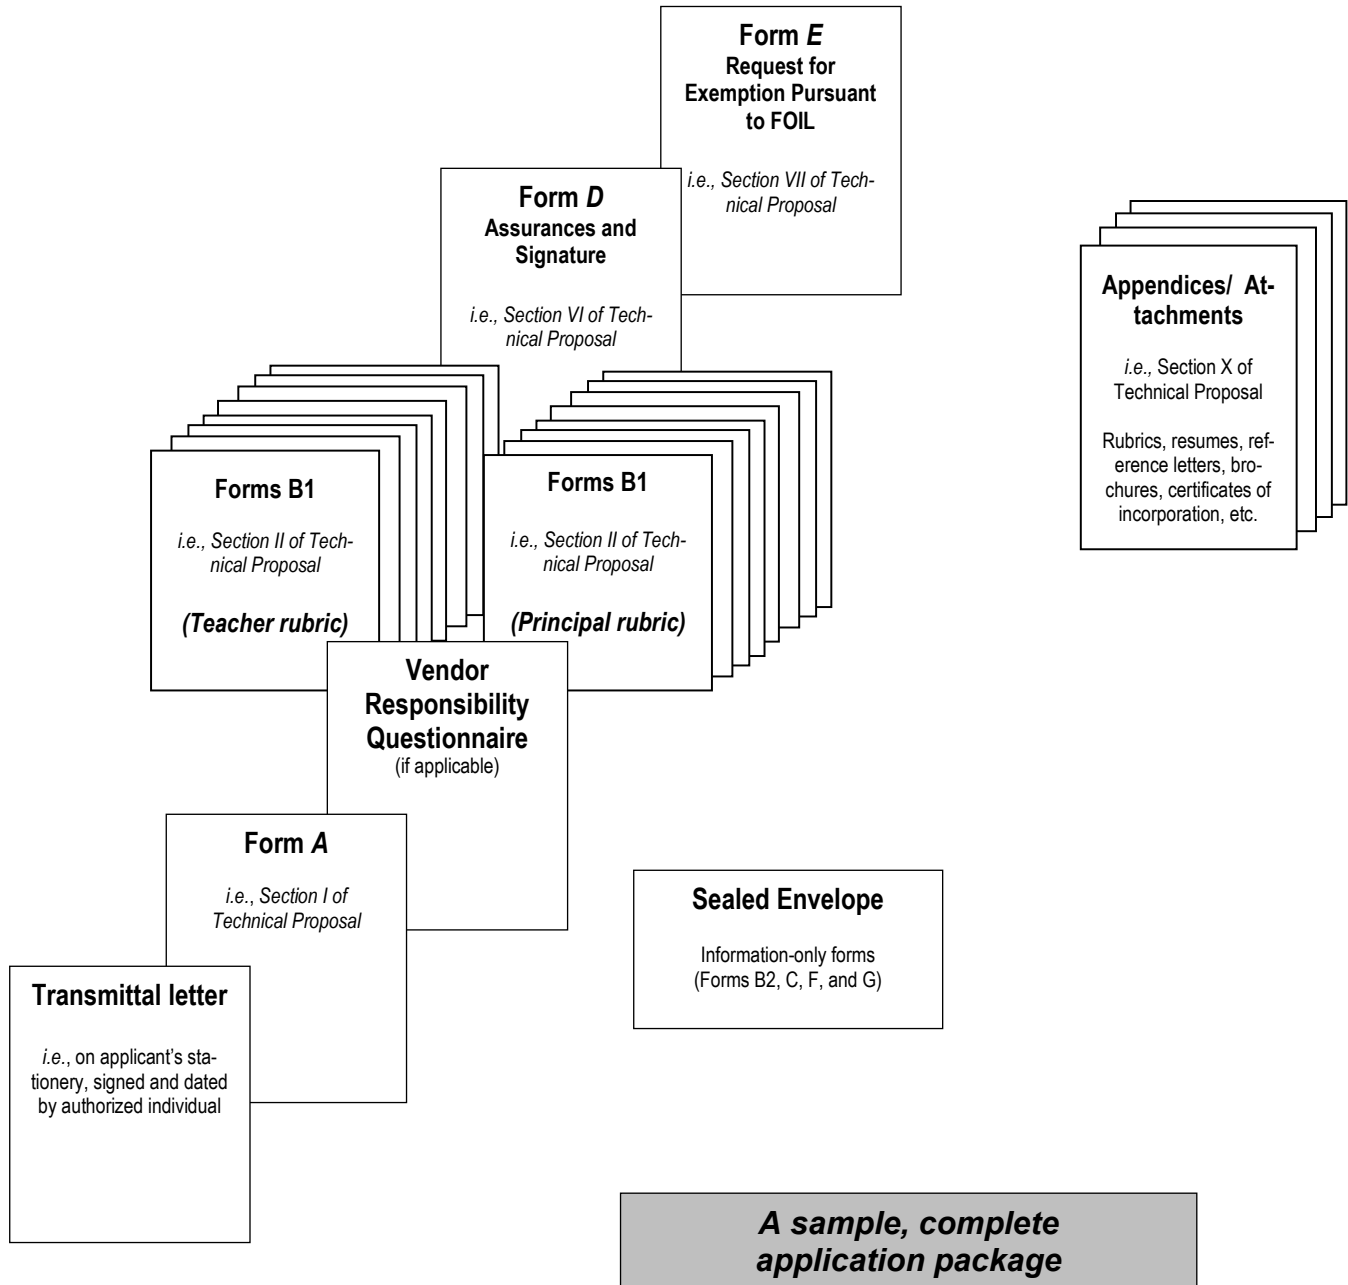 Form E
Request for
Exemption Pursuant
to FOIL
i.e., Section VII of Tech-
nical Proposal
Form D
Assurances and
Signature
i.e., Section VI of Tech-
nical Proposal
Appendices/ At-
tachments
i.e., Section X of
Technical Proposal
Rubrics, resumes, ref-
erence letters, bro-
chures, certificates of
incorporation, etc.
Forms B1
i.e., Section II of Tech-
nical Proposal
(Teacher rubric)
Forms B1
i.e., Section II of Tech-
nical Proposal
(Principal rubric)
Vendor
Responsibility
Questionnaire
(if applicable)
Form A
i.e., Section I of
Technical Proposal
Sealed Envelope
Information-only forms
(Forms B2, C, F, and G)
Transmittal letter
i.e., on applicant’s sta-
tionery, signed and dated
by authorized individual
A sample, complete
application package